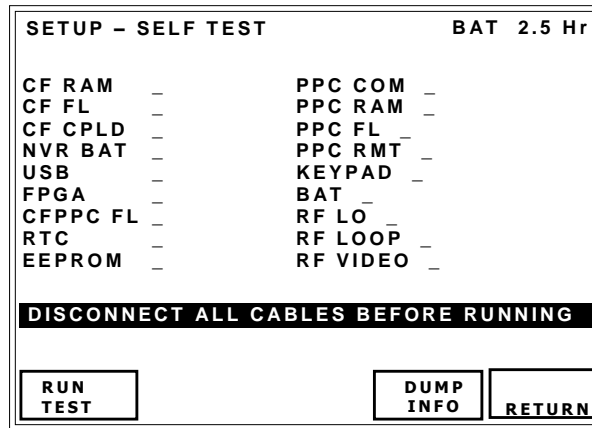 SETUP – SELF TEST BAT 2.5 Hr
CF RAM _ PPC COM _
CF FL _ PPC RAM _
CF CPLD _ PPC FL _
NVR BAT _ PPC RMT _
USB _ KEYPAD _
FPGA _ BAT _
CFPPC FL _ RF LO _
RTC _ RF LOOP _
EEPROM _ RF VIDEO _
DISCONNECT ALL CABLES BEFORE RUNNING
RUN
TEST
DUMP
INFO
RETURN